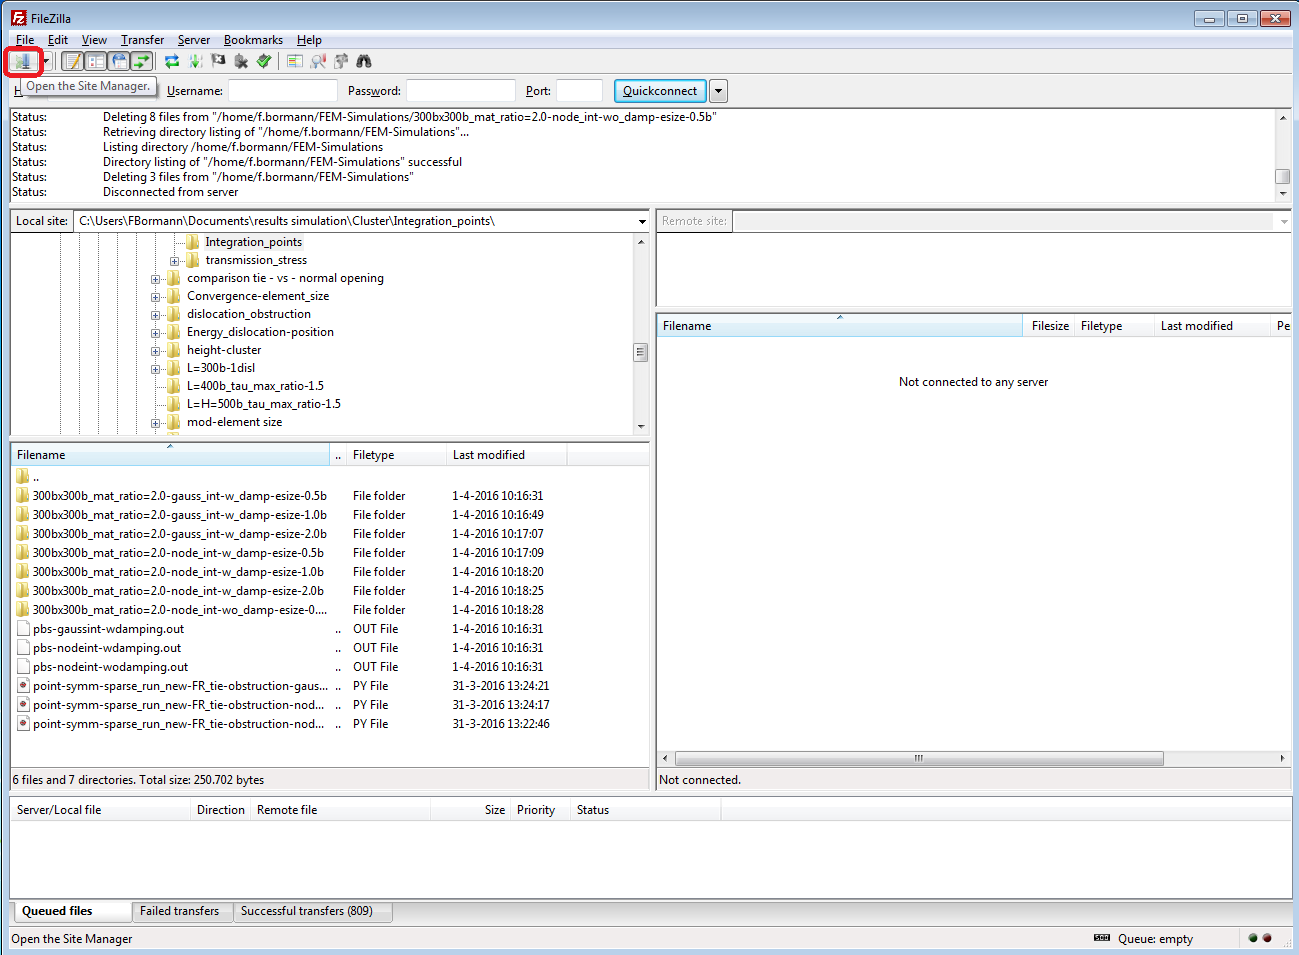 FileZilla
File Edit View Transfer Server Bookmarks Help
Open the Site Manager.
Username: Password: Port: Quickconnect
Status: Deleting 8 files from "/home/f.bormann/FEM-Simulations/300bx300b_mat_ratio=2.0-node_int-wo_damp-esize-0.5b"
Status: Retrieving directory listing of "/home/f.bormann/FEM-Simulations"...
Status: Listing directory /home/f.bormann/FEM-Simulations
Status: Directory listing of "/home/f.bormann/FEM-Simulations" successful
Status: Deleting 3 files from "/home/f.bormann/FEM-Simulations"
Status: Disconnected from server
Local site: C:\Users\FBormann\Documents\results simulation\Cluster\Integration_points\
Remote site:
Integration_points
transmission_stress
comparison tie - vs - normal opening
Convergence-element_size
dislocation_obstruction
Energy_dislocation-position
height-cluster
L=300b-1disl
L=400b_tau_max_ratio-1.5
L=H=500b_tau_max_ratio-1.5
mod-element size
Filename Filesize Filetype Last modified Pe
Not connected to any server
Filename .. Filetype Last modified
..
300bx300b_mat_ratio=2.0-gauss_int-w_damp-esize-0.5b File folder 1-4-2016 10:16:31
300bx300b_mat_ratio=2.0-gauss_int-w_damp-esize-1.0b File folder 1-4-2016 10:16:49
300bx300b_mat_ratio=2.0-gauss_int-w_damp-esize-2.0b File folder 1-4-2016 10:17:07
300bx300b_mat_ratio=2.0-node_int-w_damp-esize-0.5b File folder 1-4-2016 10:17:09
300bx300b_mat_ratio=2.0-node_int-w_damp-esize-1.0b File folder 1-4-2016 10:18:20
300bx300b_mat_ratio=2.0-node_int-w_damp-esize-2.0b File folder 1-4-2016 10:18:25
300bx300b_mat_ratio=2.0-node_int-wo_damp-esize-0.... File folder 1-4-2016 10:18:28
pbs-gaussint-wdamping.out .. OUT File 1-4-2016 10:16:31
pbs-nodeint-wdamping.out .. OUT File 1-4-2016 10:16:31
pbs-nodeint-wodamping.out .. OUT File 1-4-2016 10:16:31
point-symm-sparse_run_new-FR_tie-obstruction-gaus... .. PY File 31-3-2016 13:24:21
point-symm-sparse_run_new-FR_tie-obstruction-nod... .. PY File 31-3-2016 13:24:17
point-symm-sparse_run_new-FR_tie-obstruction-nod... .. PY File 31-3-2016 13:22:46
6 files and 7 directories. Total size: 250.702 bytes
Not connected.
Server/Local file Direction Remote file Size Priority Status
Queued files Failed transfers Successful transfers (809)
Open the Site Manager Queue: empty